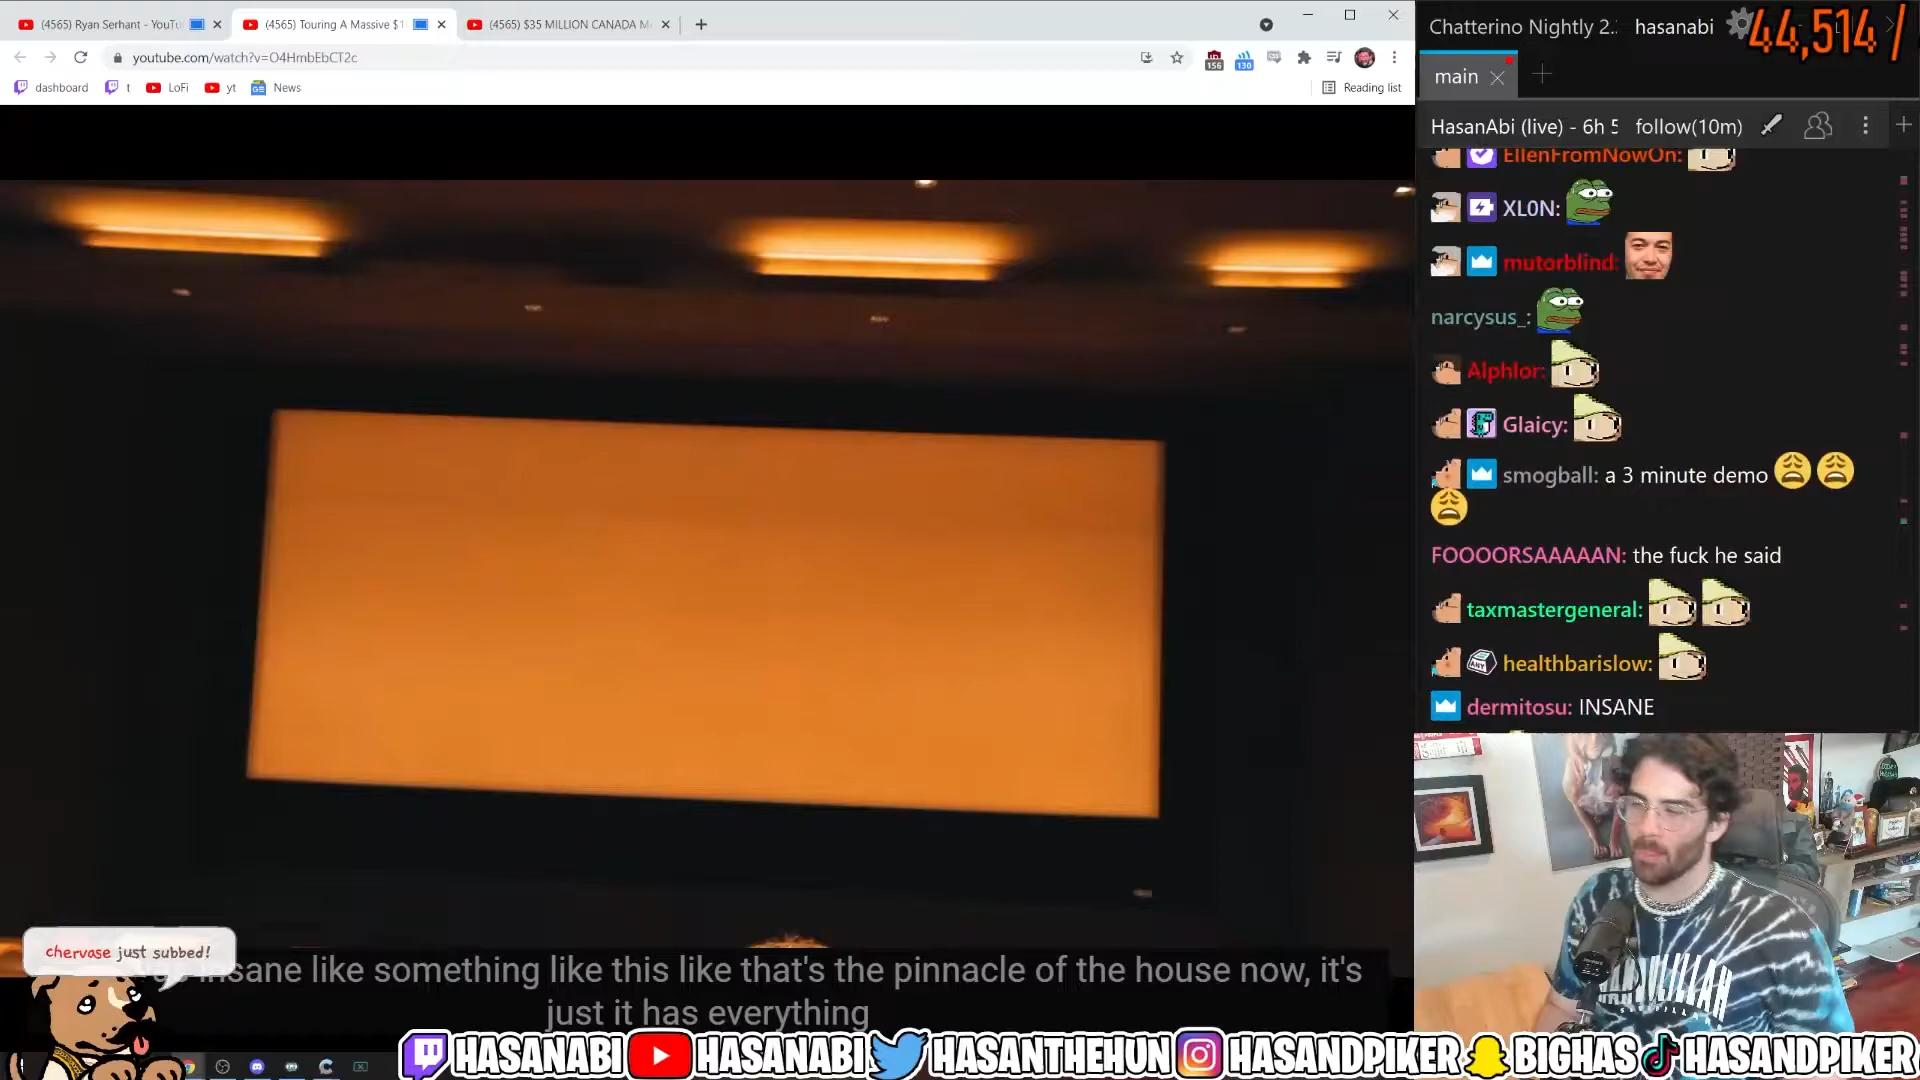 (4565) Ryan Serhant - YouTu
(4565) Touring A Massive $1
(4565) $35 MILLION CANADA M
youtube.com/watch?v=O4HmbEbCT2c
156
130
dashboard
t
LoFi
yt
News
Reading list
Chatterino Nightly 2..
hasanabi
44,514 /
main
HasanAbi (live) - 6h 5
follow(10m)
EllenFromNowOn:
XL0N:
mutorblind:
narcysus_:
Alphlor:
Glaicy:
smogball: a 3 minute demo
FOOOORSAAAAAN: the fuck he said
taxmastergeneral:
healthbarislow:
dermitosu: INSANE
chervase just subbed!
insane like something like this like that's the pinnacle of the house now, it's
just it has everything
HASANABI
HASANABI
HASANTHEHUN
HASANDPIKER
BIGHAS
HASANDPIKER